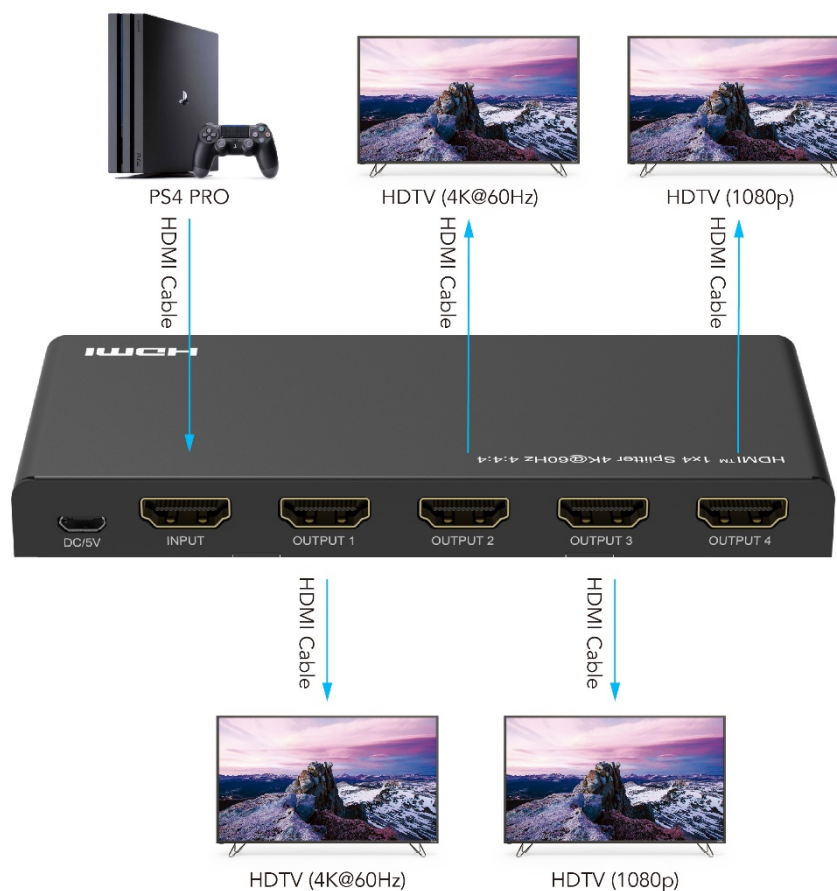 PS4 PRO
HDTV (4K@60Hz)
HDTV (1080p)
HDMI Cable
HDMI Cable
HDMI Cable
HDMI
HDMI™ 1x4 Splitter 4K@60Hz 4:4:4
DC/5V
INPUT
OUTPUT 1
OUTPUT 2
OUTPUT 3
OUTPUT 4
HDMI Cable
HDMI Cable
HDTV (4K@60Hz)
HDTV (1080p)